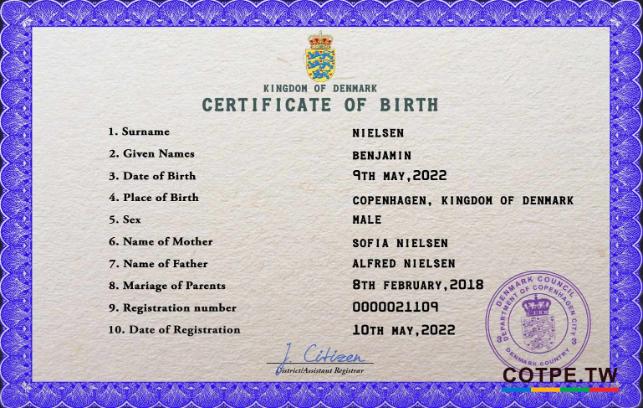 KINGDOM OF DENMARK
CERTIFICATE OF BIRTH
1. Surname NIELSEN
2. Given Names BENJAMIN
3. Date of Birth 9TH MAY,2022
4. Place of Birth COPENHAGEN, KINGDOM OF DENMARK
5. Sex MALE
6. Name of Mother SOFIA NIELSEN
7. Name of Father ALFRED NIELSEN
8. Mariage of Parents 8TH FEBRUARY,2018
9. Registration number 0000021109
10. Date of Registration 10TH MAY,2022
DENMARK COUNCIL
DEPARTMENT OF COPENHAGEN CITY
DENMARK COUNTRY
J. Citizen
District/Assistant Registrar
COTPE.TW